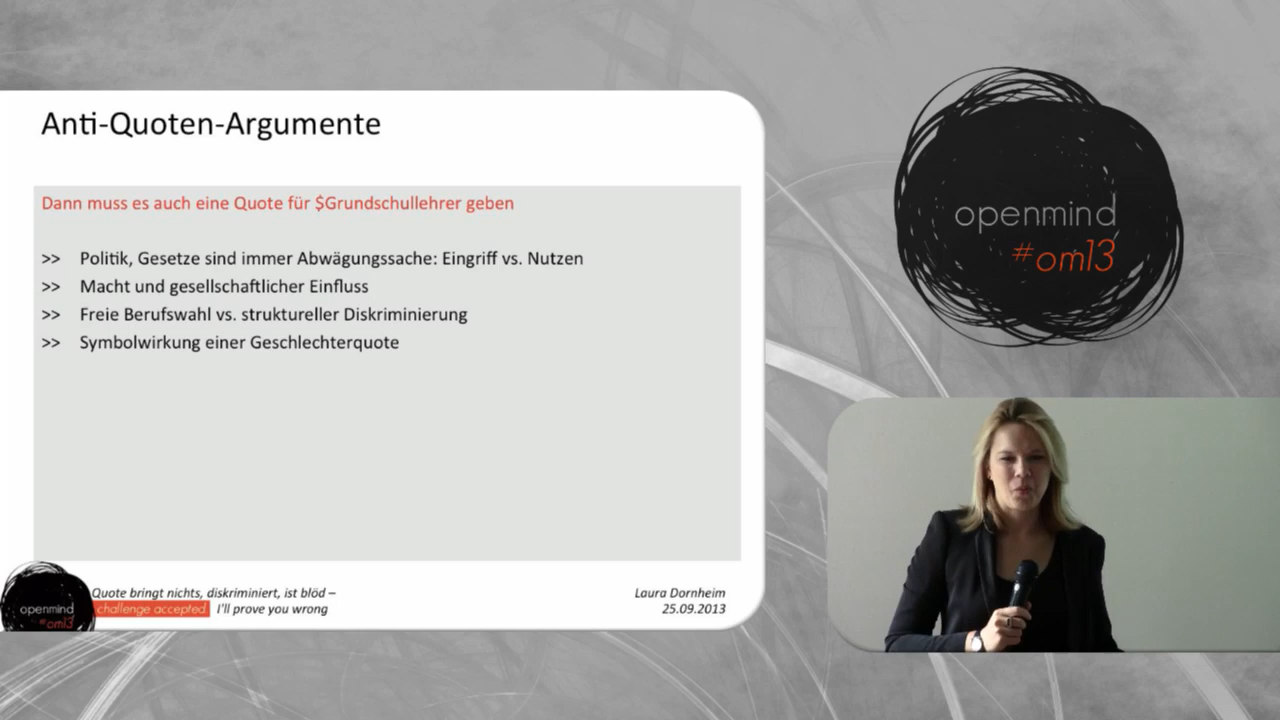 Anti-Quoten-Argumente
Dann muss es auch eine Quote für $Grundschullehrer geben
>> Politik, Gesetze sind immer Abwägungssache: Eingriff vs. Nutzen
>> Macht und gesellschaftlicher Einfluss
>> Freie Berufswahl vs. struktureller Diskriminierung
>> Symbolwirkung einer Geschlechterquote
openmind
#om13
Quote bringt nichts, diskriminiert, ist blöd –
challenge accepted I'll prove you wrong
Laura Dornheim
25.09.2013
openmind
#om13